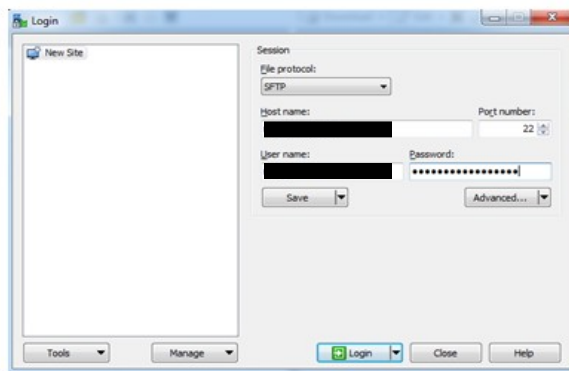 Login
New Site
Session
File protocol:
SFTP
Host name:
Port number:
22
User name:
Password:
•••••••••••••••••
Save
Advanced...
Tools
Manage
Login
Close
Help